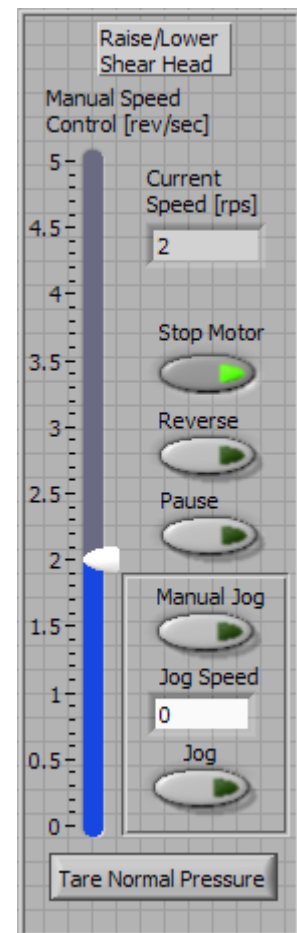 Raise/Lower
Shear Head
Manual Speed
Control [rev/sec]
5
4.5
4
3.5
3
2.5
2
1.5
1
0.5
0
Current
Speed [rps]
2
Stop Motor
Reverse
Pause
Manual Jog
Jog Speed
0
Jog
Tare Normal Pressure